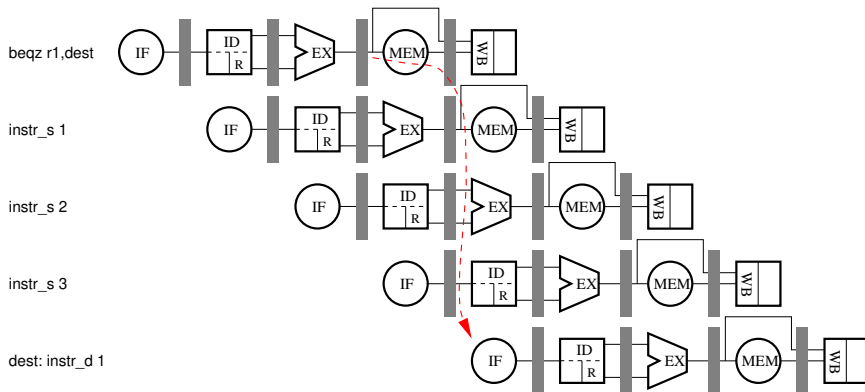 beqz r1,dest IF ID R EX MEM WB
instr_s 1 IF ID R EX MEM WB
instr_s 2 IF ID R EX MEM WB
instr_s 3 IF ID R EX MEM WB
dest: instr_d 1 IF ID R EX MEM WB